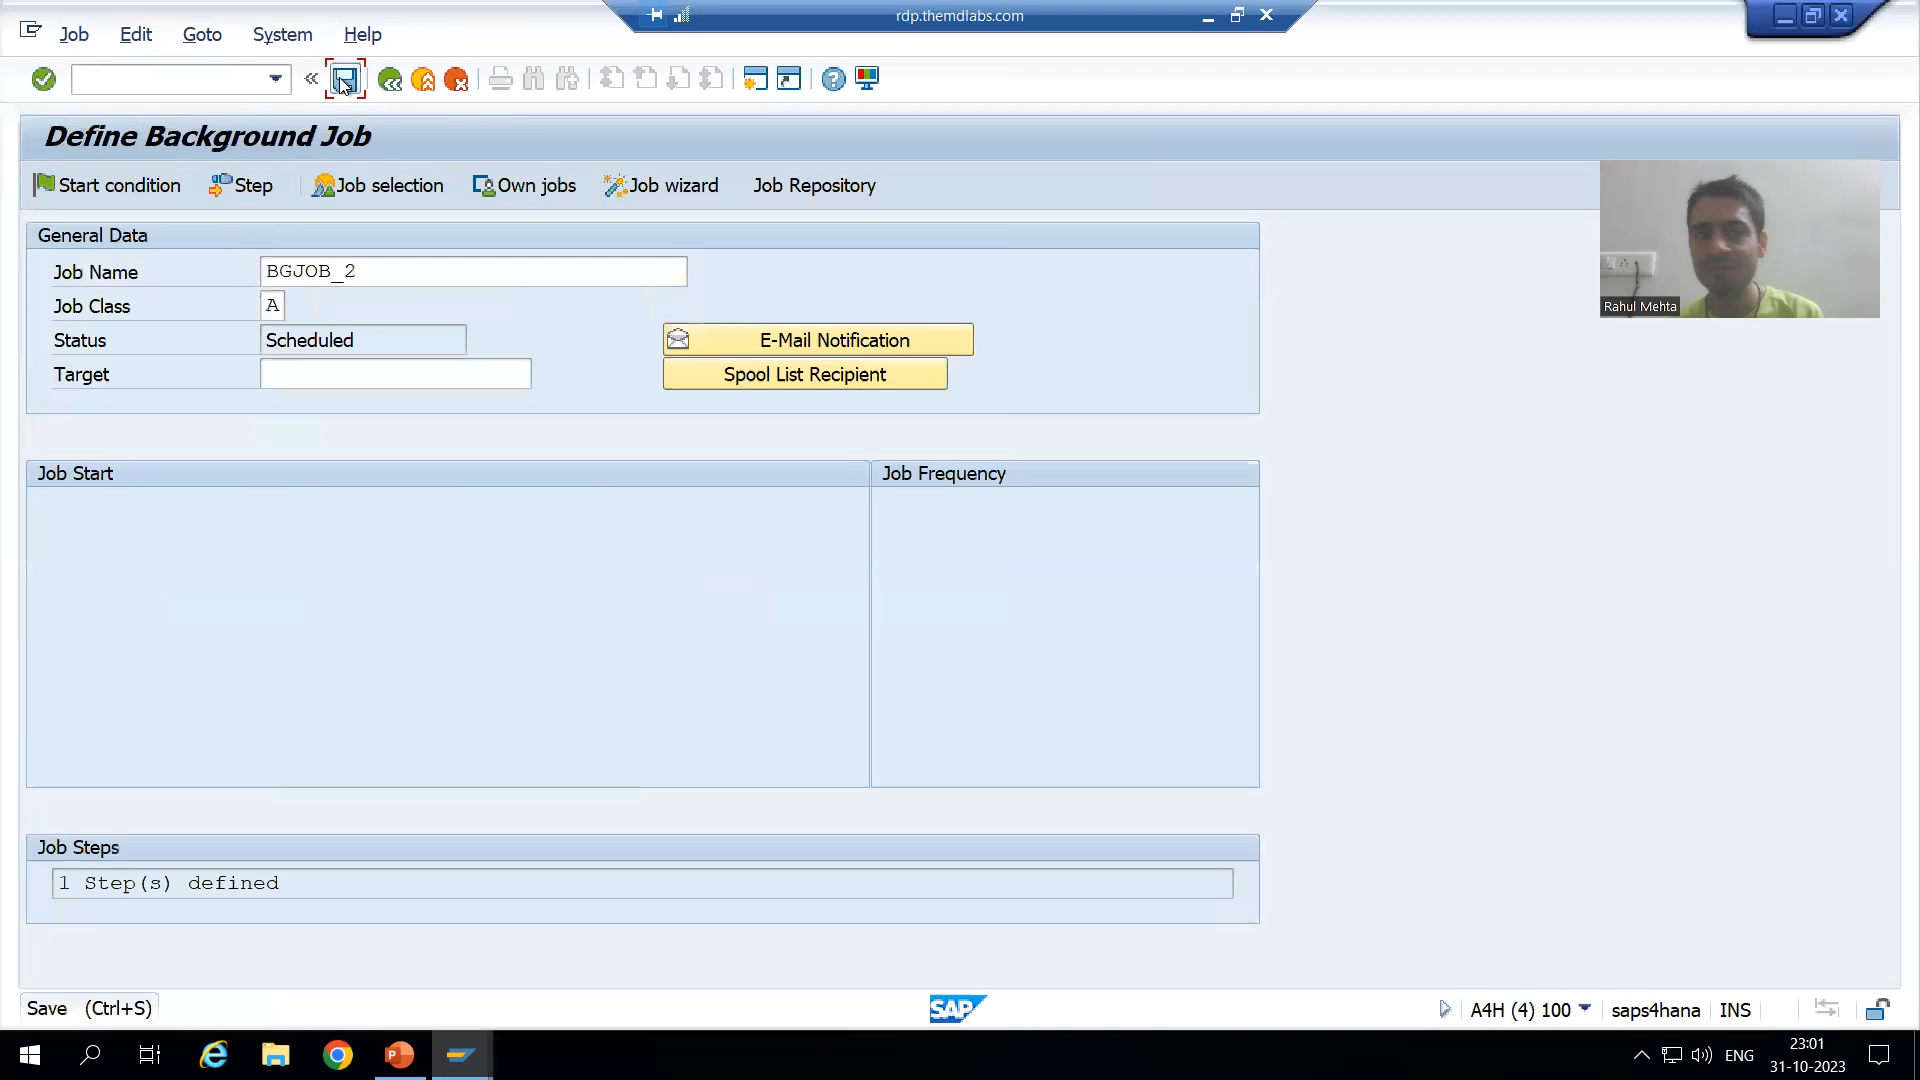 rdp.themdlabs.com
Job Edit Goto System Help
Define Background Job
Start condition Step Job selection Own jobs Job wizard Job Repository
General Data
Job Name BGJOB_2
Job Class A
Status Scheduled E-Mail Notification
Target Spool List Recipient
Rahul Mehta
Job Start Job Frequency
Job Steps
1 Step(s) defined
Save (Ctrl+S) SAP A4H (4) 100 saps4hana INS
ENG 23:01
31-10-2023